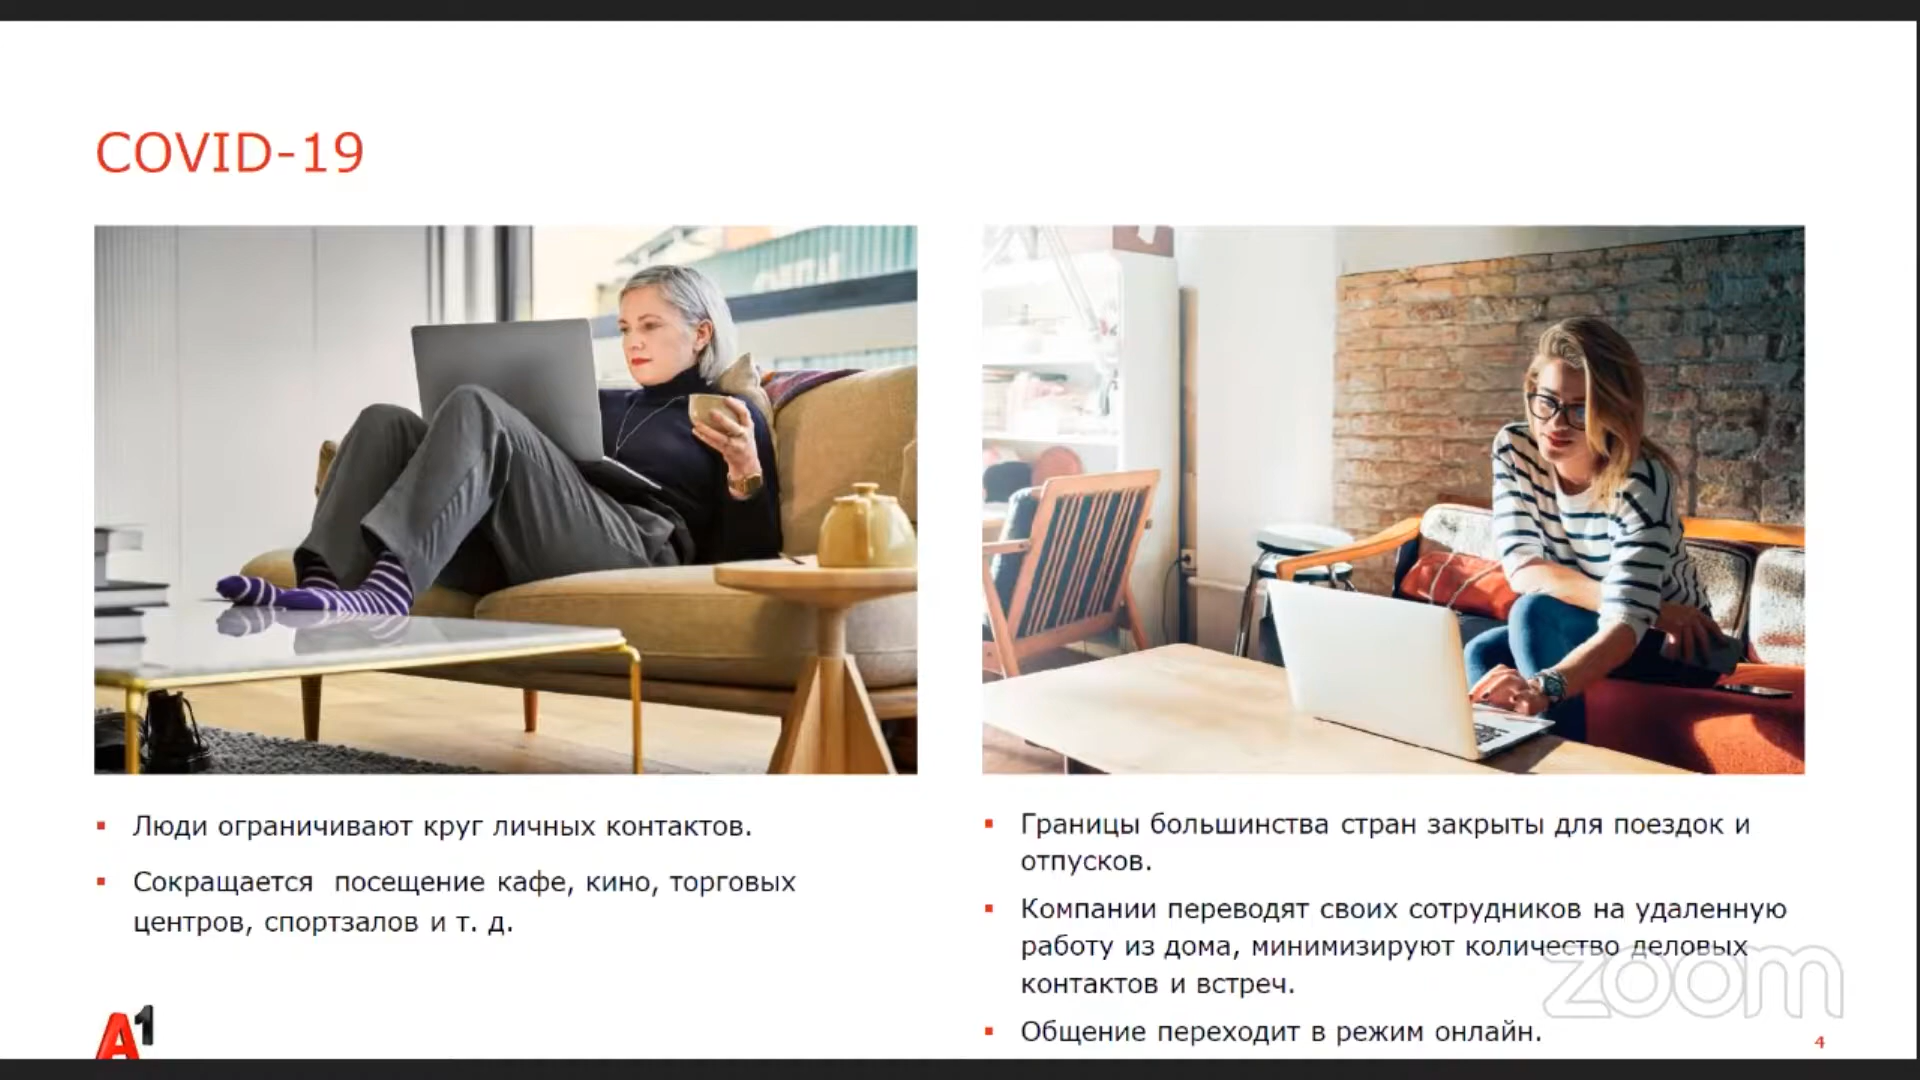 COVID-19
▪ Люди ограничивают круг личных контактов.
▪ Сокращается посещение кафе, кино, торговых
центров, спортзалов и т. д.
▪ Границы большинства стран закрыты для поездок и
отпусков.
▪ Компании переводят своих сотрудников на удаленную
работу из дома, минимизируют количество деловых
контактов и встреч.
▪ Общение переходит в режим онлайн.
zoom
A1
4